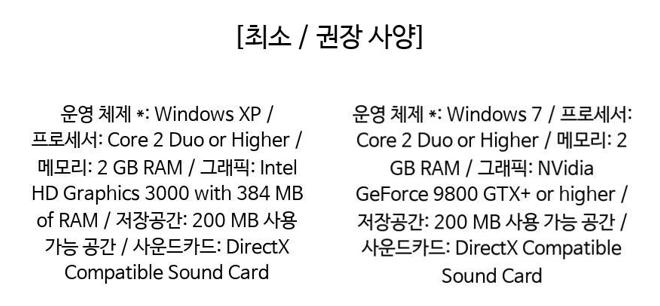 [최소 / 권장 사양]
운영 체제 *: Windows XP /
프로세서: Core 2 Duo or Higher /
메모리: 2 GB RAM / 그래픽: Intel
HD Graphics 3000 with 384 MB
of RAM / 저장공간: 200 MB 사용
가능 공간 / 사운드카드: DirectX
Compatible Sound Card
운영 체제 *: Windows 7 / 프로세서:
Core 2 Duo or Higher / 메모리: 2
GB RAM / 그래픽: NVidia
GeForce 9800 GTX+ or higher /
저장공간: 200 MB 사용 가능 공간 /
사운드카드: DirectX Compatible
Sound Card